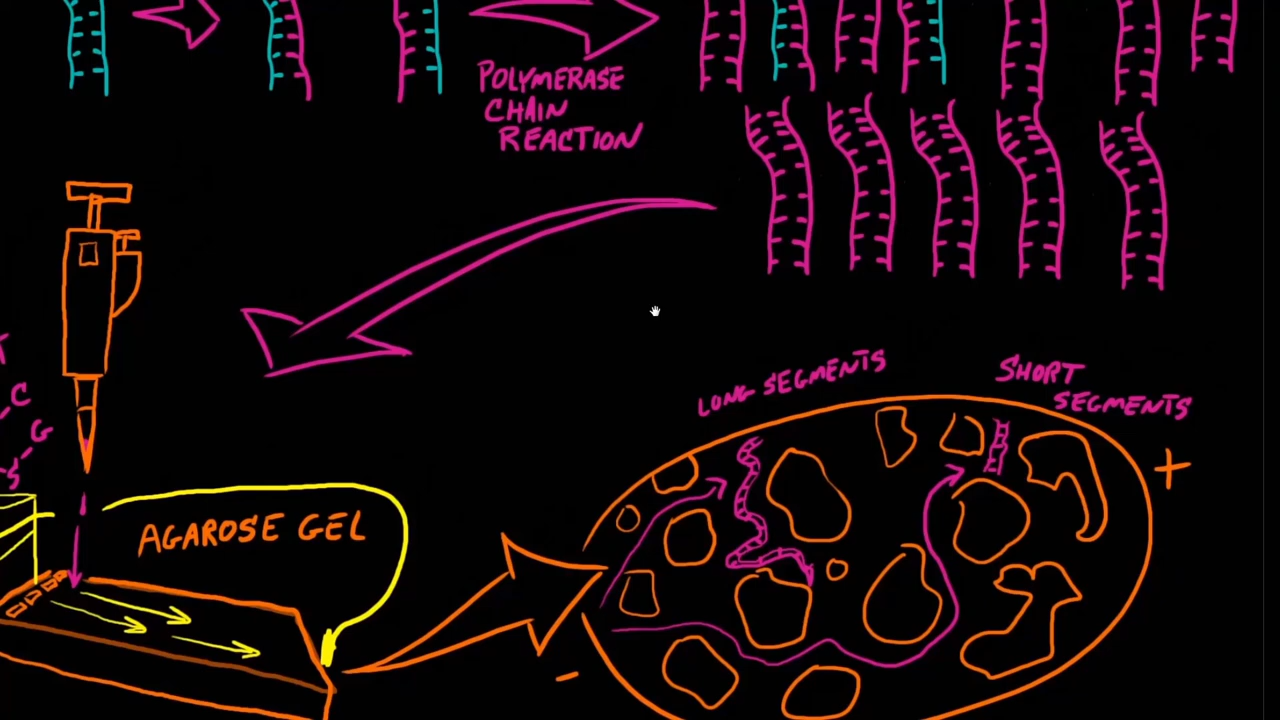 POLYMERASE
CHAIN
REACTION
LONG SEGMENTS
SHORT
SEGMENTS
+
C
G
AGAROSE GEL
-